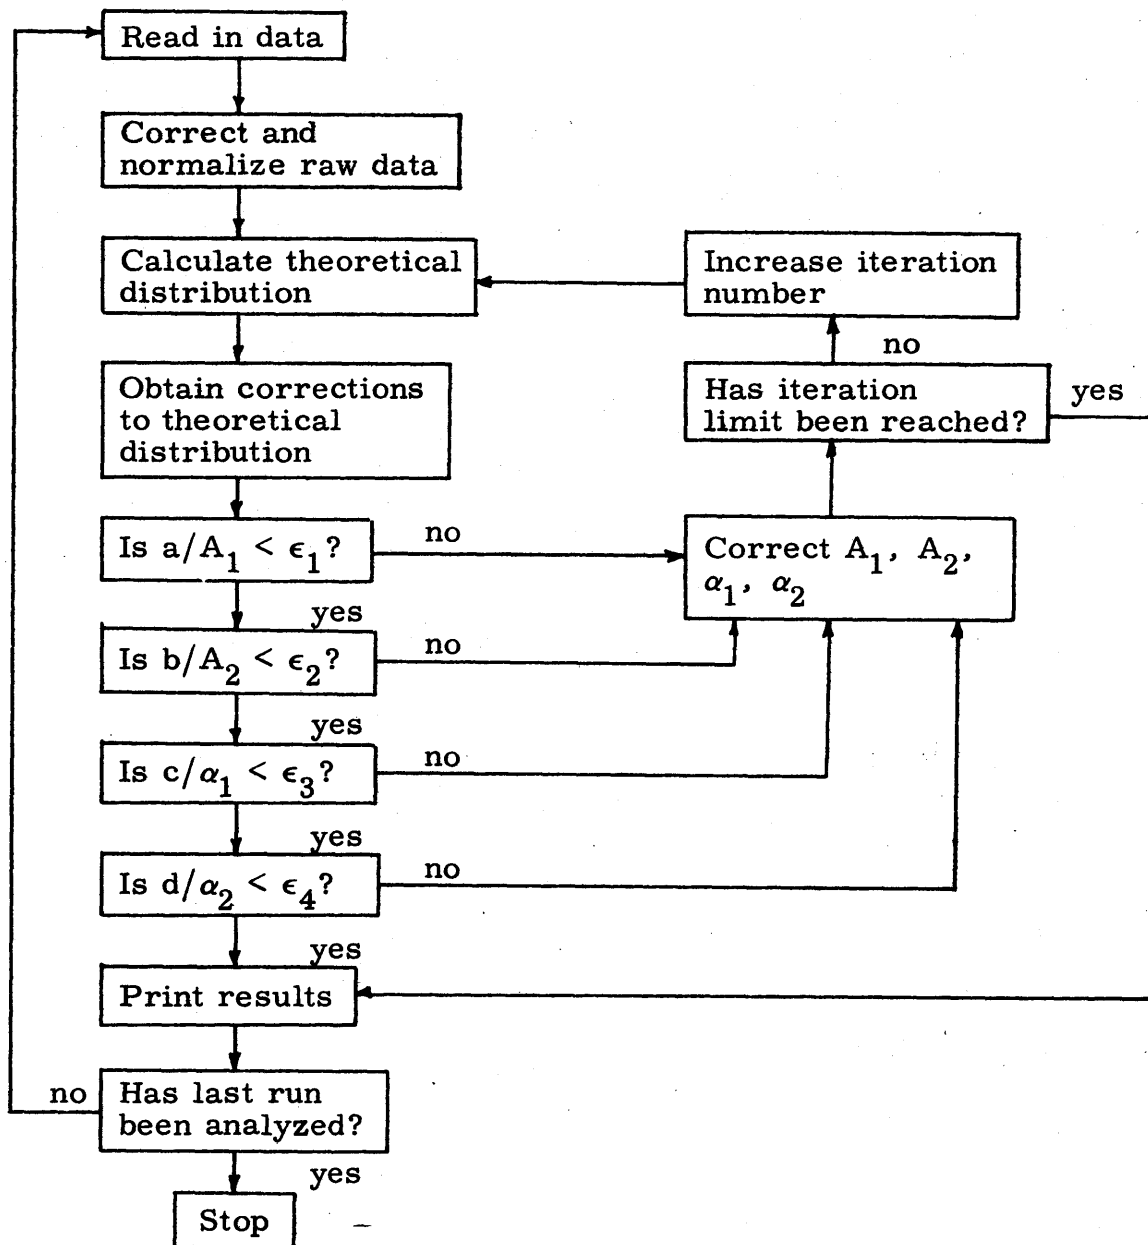 Read in data
Correct and
normalize raw data
Calculate theoretical
distribution
Increase iteration
number
no
Obtain corrections
to theoretical
distribution
Has iteration
limit been reached?
yes
Is a/A₁ < ϵ₁?
no
Correct A₁, A₂,
α₁, α₂
yes
Is b/A₂ < ϵ₂?
no
yes
Is c/α₁ < ϵ₃?
no
yes
Is d/α₂ < ϵ₄?
no
yes
Print results
no
Has last run
been analyzed?
yes
Stop